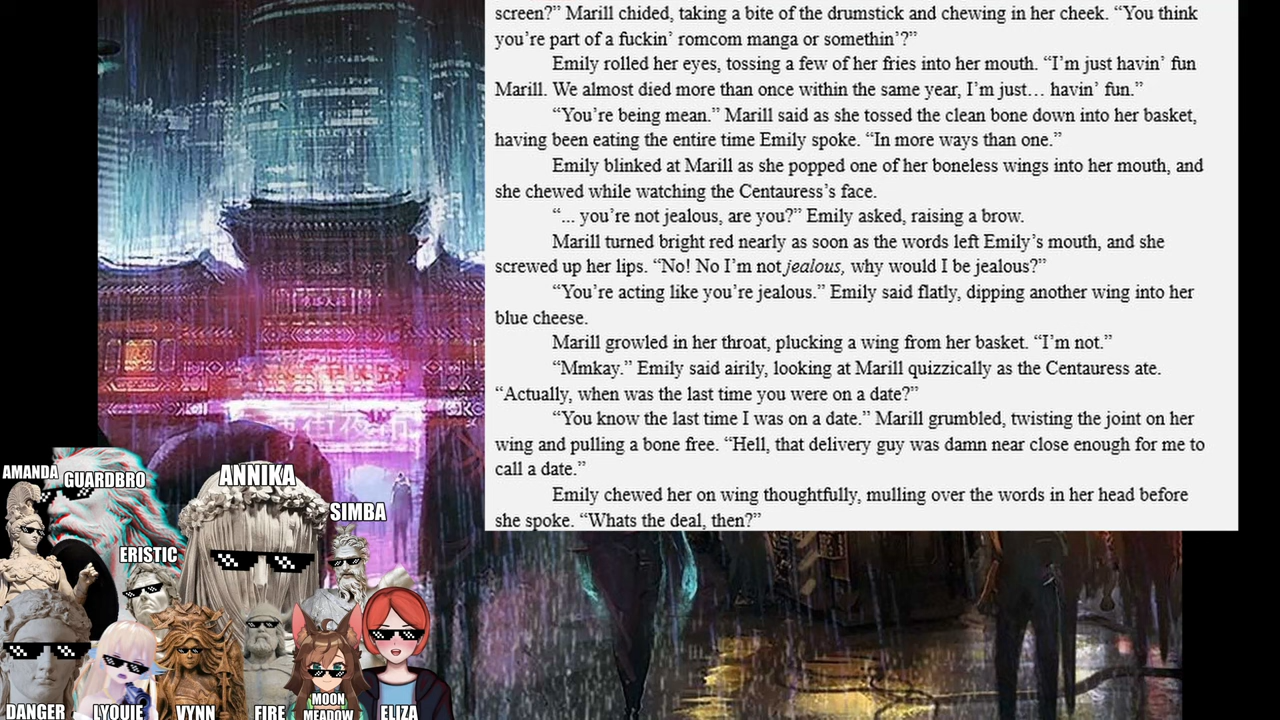 screen?” Marill chided, taking a bite of the drumstick and chewing in her cheek. “You think
you’re part of a fuckin’ romcom manga or somethin’?”
Emily rolled her eyes, tossing a few of her fries into her mouth. “I’m just havin’ fun
Marill. We almost died more than once within the same year, I’m just… havin’ fun.”
“You’re being mean.” Marill said as she tossed the clean bone down into her basket,
having been eating the entire time Emily spoke. “In more ways than one.”
Emily blinked at Marill as she popped one of her boneless wings into her mouth, and
she chewed while watching the Centauress’s face.
“... you’re not jealous, are you?” Emily asked, raising a brow.
Marill turned bright red nearly as soon as the words left Emily’s mouth, and she
screwed up her lips. “No! No I’m not jealous, why would I be jealous?”
“You’re acting like you’re jealous.” Emily said flatly, dipping another wing into her
blue cheese.
Marill growled in her throat, plucking a wing from her basket. “I’m not.”
“Mmkay.” Emily said airily, looking at Marill quizzically as the Centauress ate.
“Actually, when was the last time you were on a date?”
“You know the last time I was on a date.” Marill grumbled, twisting the joint on her
wing and pulling a bone free. “Hell, that delivery guy was damn near close enough for me to
call a date.”
Emily chewed her on wing thoughtfully, mulling over the words in her head before
she spoke. “Whats the deal, then?”
AMANDA
GUARDBRO
ANNIKA
SIMBA
ERISTIC
DANGER
LYQUIE
VYNN
FIRE
MOON
MEADOW
ELIZA